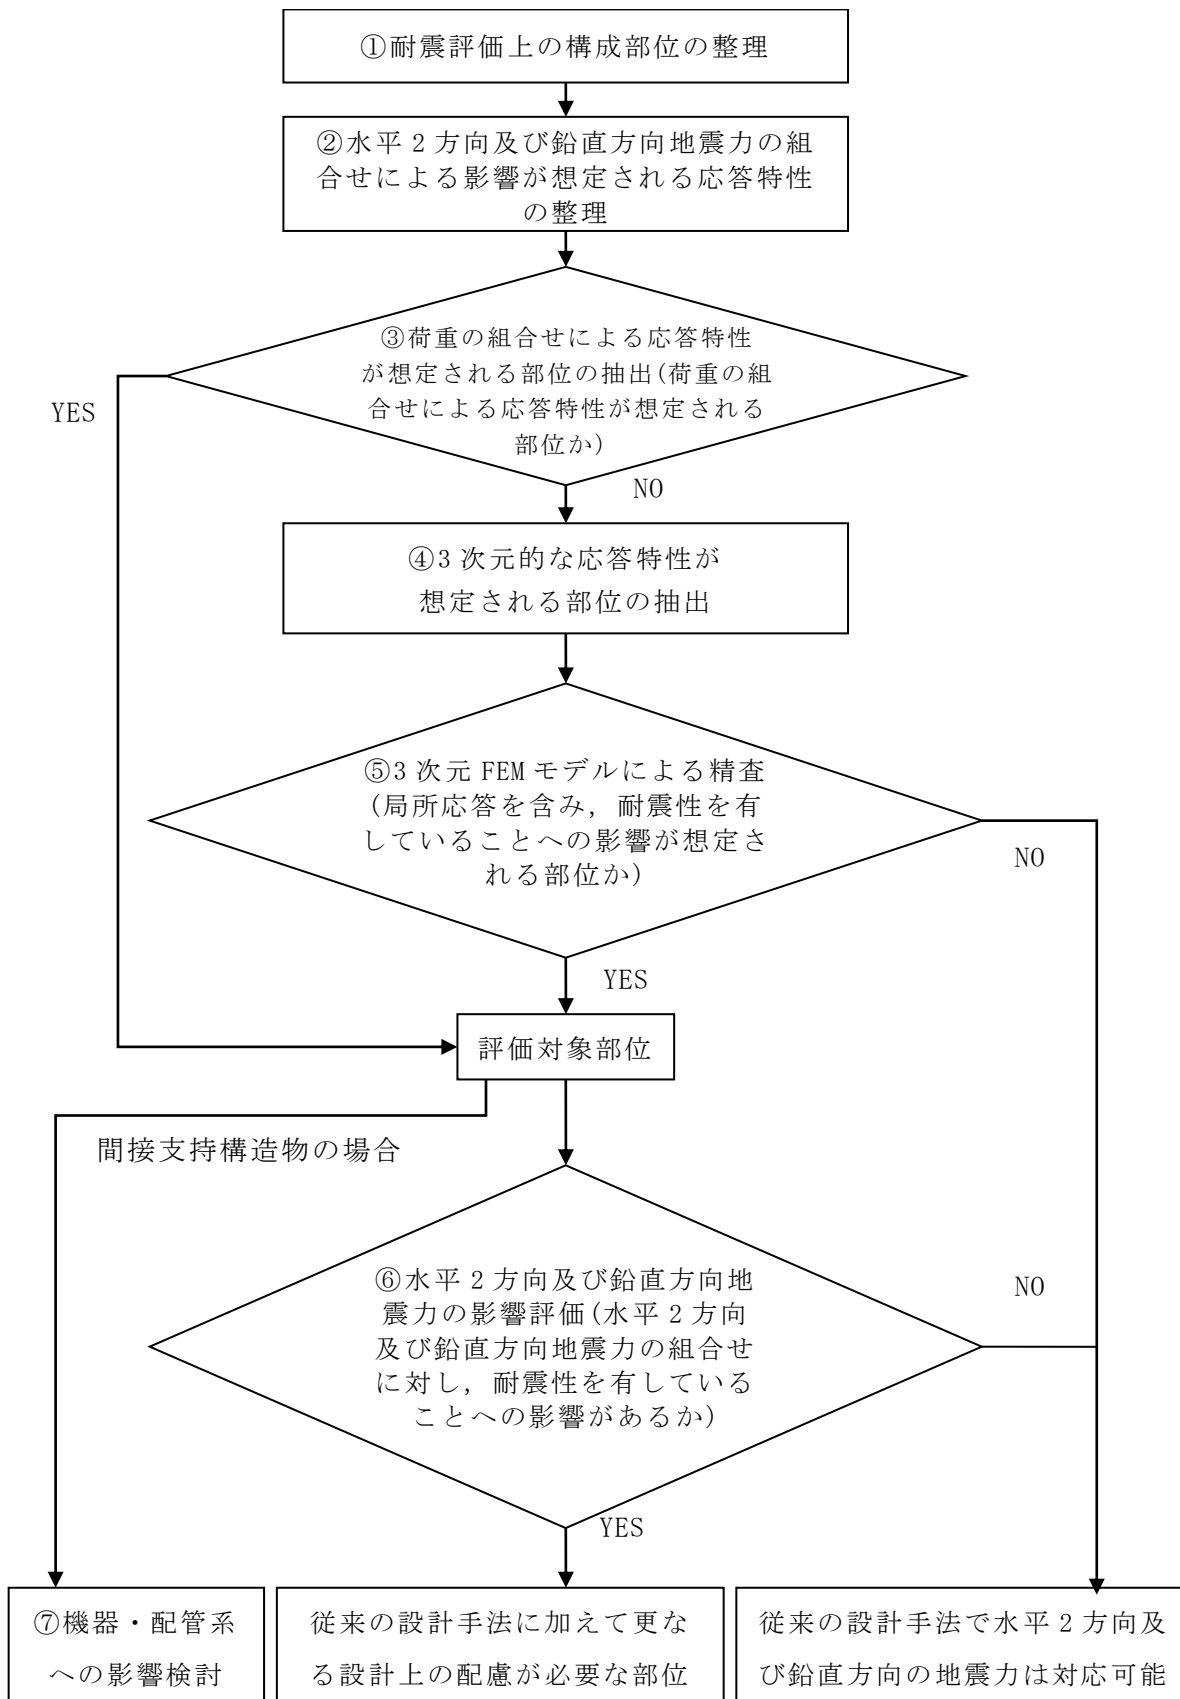 ①耐震評価上の構成部位の整理
②水平２方向及び鉛直方向地震力の組
合せによる影響が想定される応答特性
の整理
③荷重の組合せによる応答特性
が想定される部位の抽出(荷重の組
合せによる応答特性が想定される
部位か)
YES
NO
④3 次元的な応答特性が
想定される部位の抽出
⑤3 次元 FEM モデルによる精査
(局所応答を含み，耐震性を有
していることへの影響が想定さ
れる部位か)
NO
YES
評価対象部位
間接支持構造物の場合
⑥水平 2 方向及び鉛直方向地
震力の影響評価(水平 2 方向
及び鉛直方向地震力の組合せ
に対し，耐震性を有している
ことへの影響があるか)
NO
YES
⑦機器・配管系
への影響検討
従来の設計手法に加えて更な
る設計上の配慮が必要な部位
従来の設計手法で水平 2 方向及
び鉛直方向の地震力は対応可能